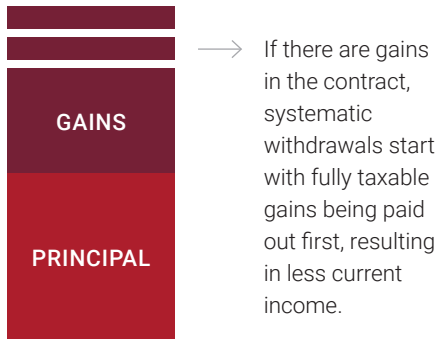 GAINS
PRINCIPAL
If there are gains
in the contract,
systematic
withdrawals start
with fully taxable
gains being paid
out first, resulting
in less current
income.